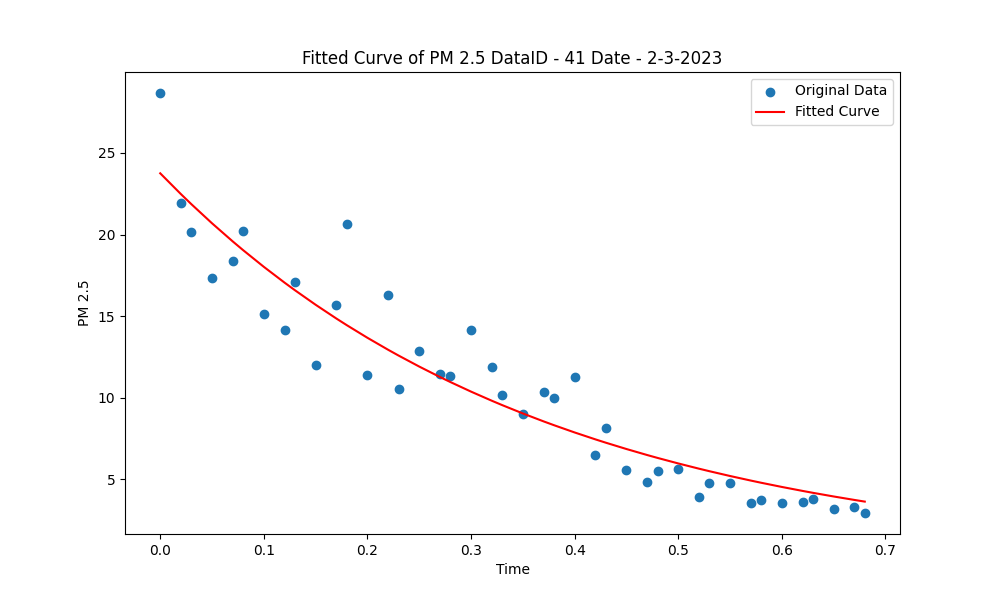 Fitted Curve of PM 2.5 DataID - 41 Date - 2-3-2023
Original Data
Fitted Curve
25
20
15
10
5
PM 2.5
0.0 0.1 0.2 0.3 0.4 0.5 0.6 0.7
Time